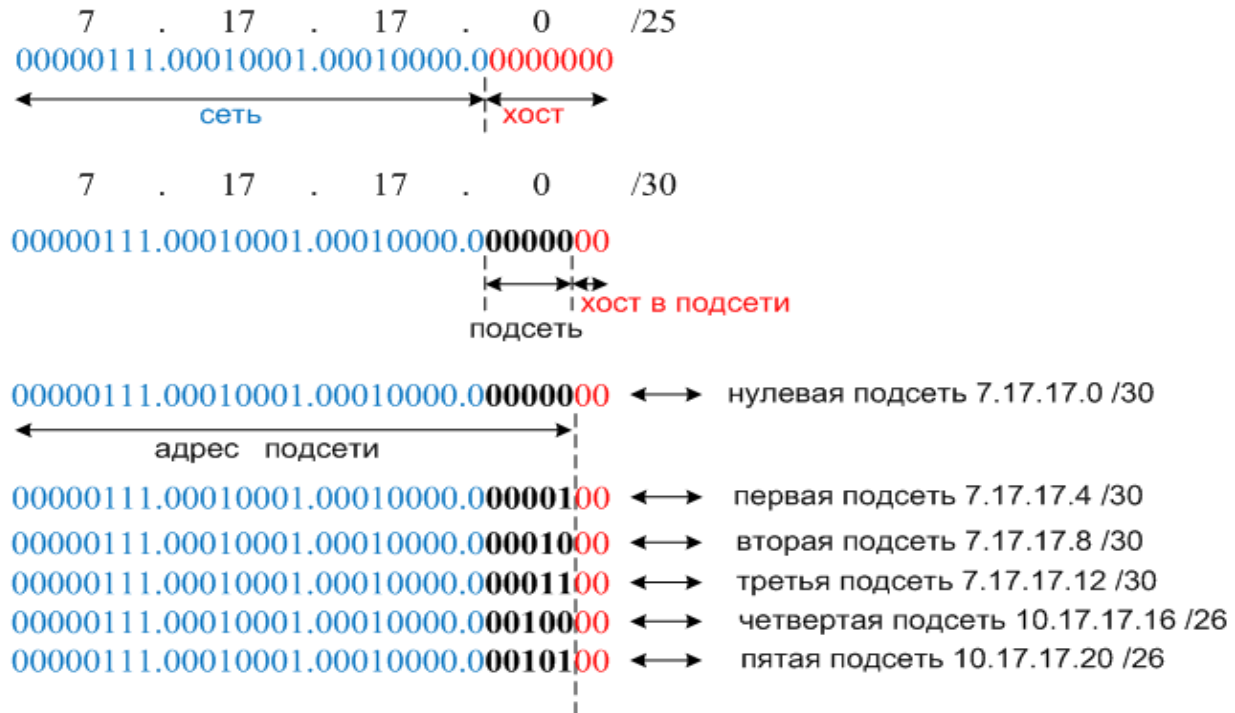 7 . 17 . 17 . 0 /25
00000111.00010001.00010000.00000000
сеть хост
7 . 17 . 17 . 0 /30
00000111.00010001.00010000.00000000
хост в подсети
подсеть
00000111.00010001.00010000.00000000 нулевая подсеть 7.17.17.0 /30
адрес подсети
00000111.00010001.00010000.00000100 первая подсеть 7.17.17.4 /30
00000111.00010001.00010000.00001000 вторая подсеть 7.17.17.8 /30
00000111.00010001.00010000.00001100 третья подсеть 7.17.17.12 /30
00000111.00010001.00010000.00010000 четвертая подсеть 10.17.17.16 /26
00000111.00010001.00010000.00010100 пятая подсеть 10.17.17.20 /26